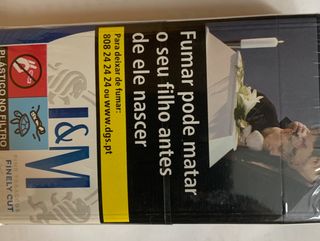 Fumar pode matar
o seu filho antes
de ele nascer
Para deixar de fumar:
808 24 24 24 ou www.dgs.pt
L&M
FINELY CUT
PLÁSTICO NO FILTRO